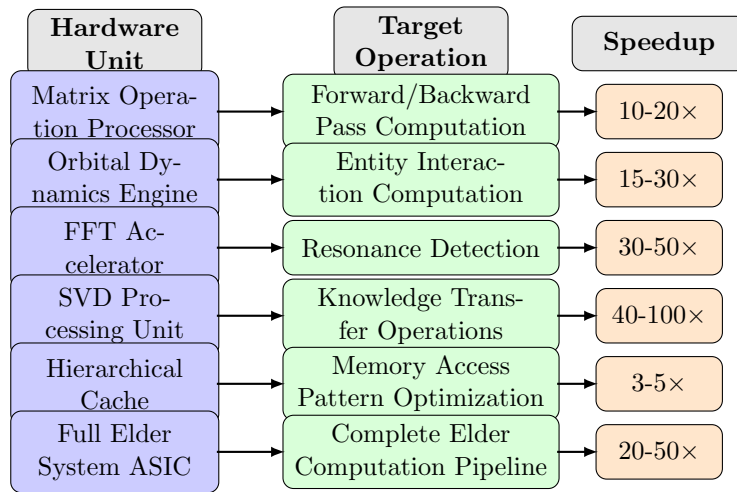 Hardware
Unit
Target
Operation
Speedup
Matrix Opera-
tion Processor
Forward/Backward
Pass Computation
10-20×
Orbital Dy-
namics Engine
Entity Interac-
tion Computation
15-30×
FFT Ac-
celerator
Resonance Detection
30-50×
SVD Pro-
cessing Unit
Knowledge Trans-
fer Operations
40-100×
Hierarchical
Cache
Memory Access
Pattern Optimization
3-5×
Full Elder
System ASIC
Complete Elder
Computation Pipeline
20-50×